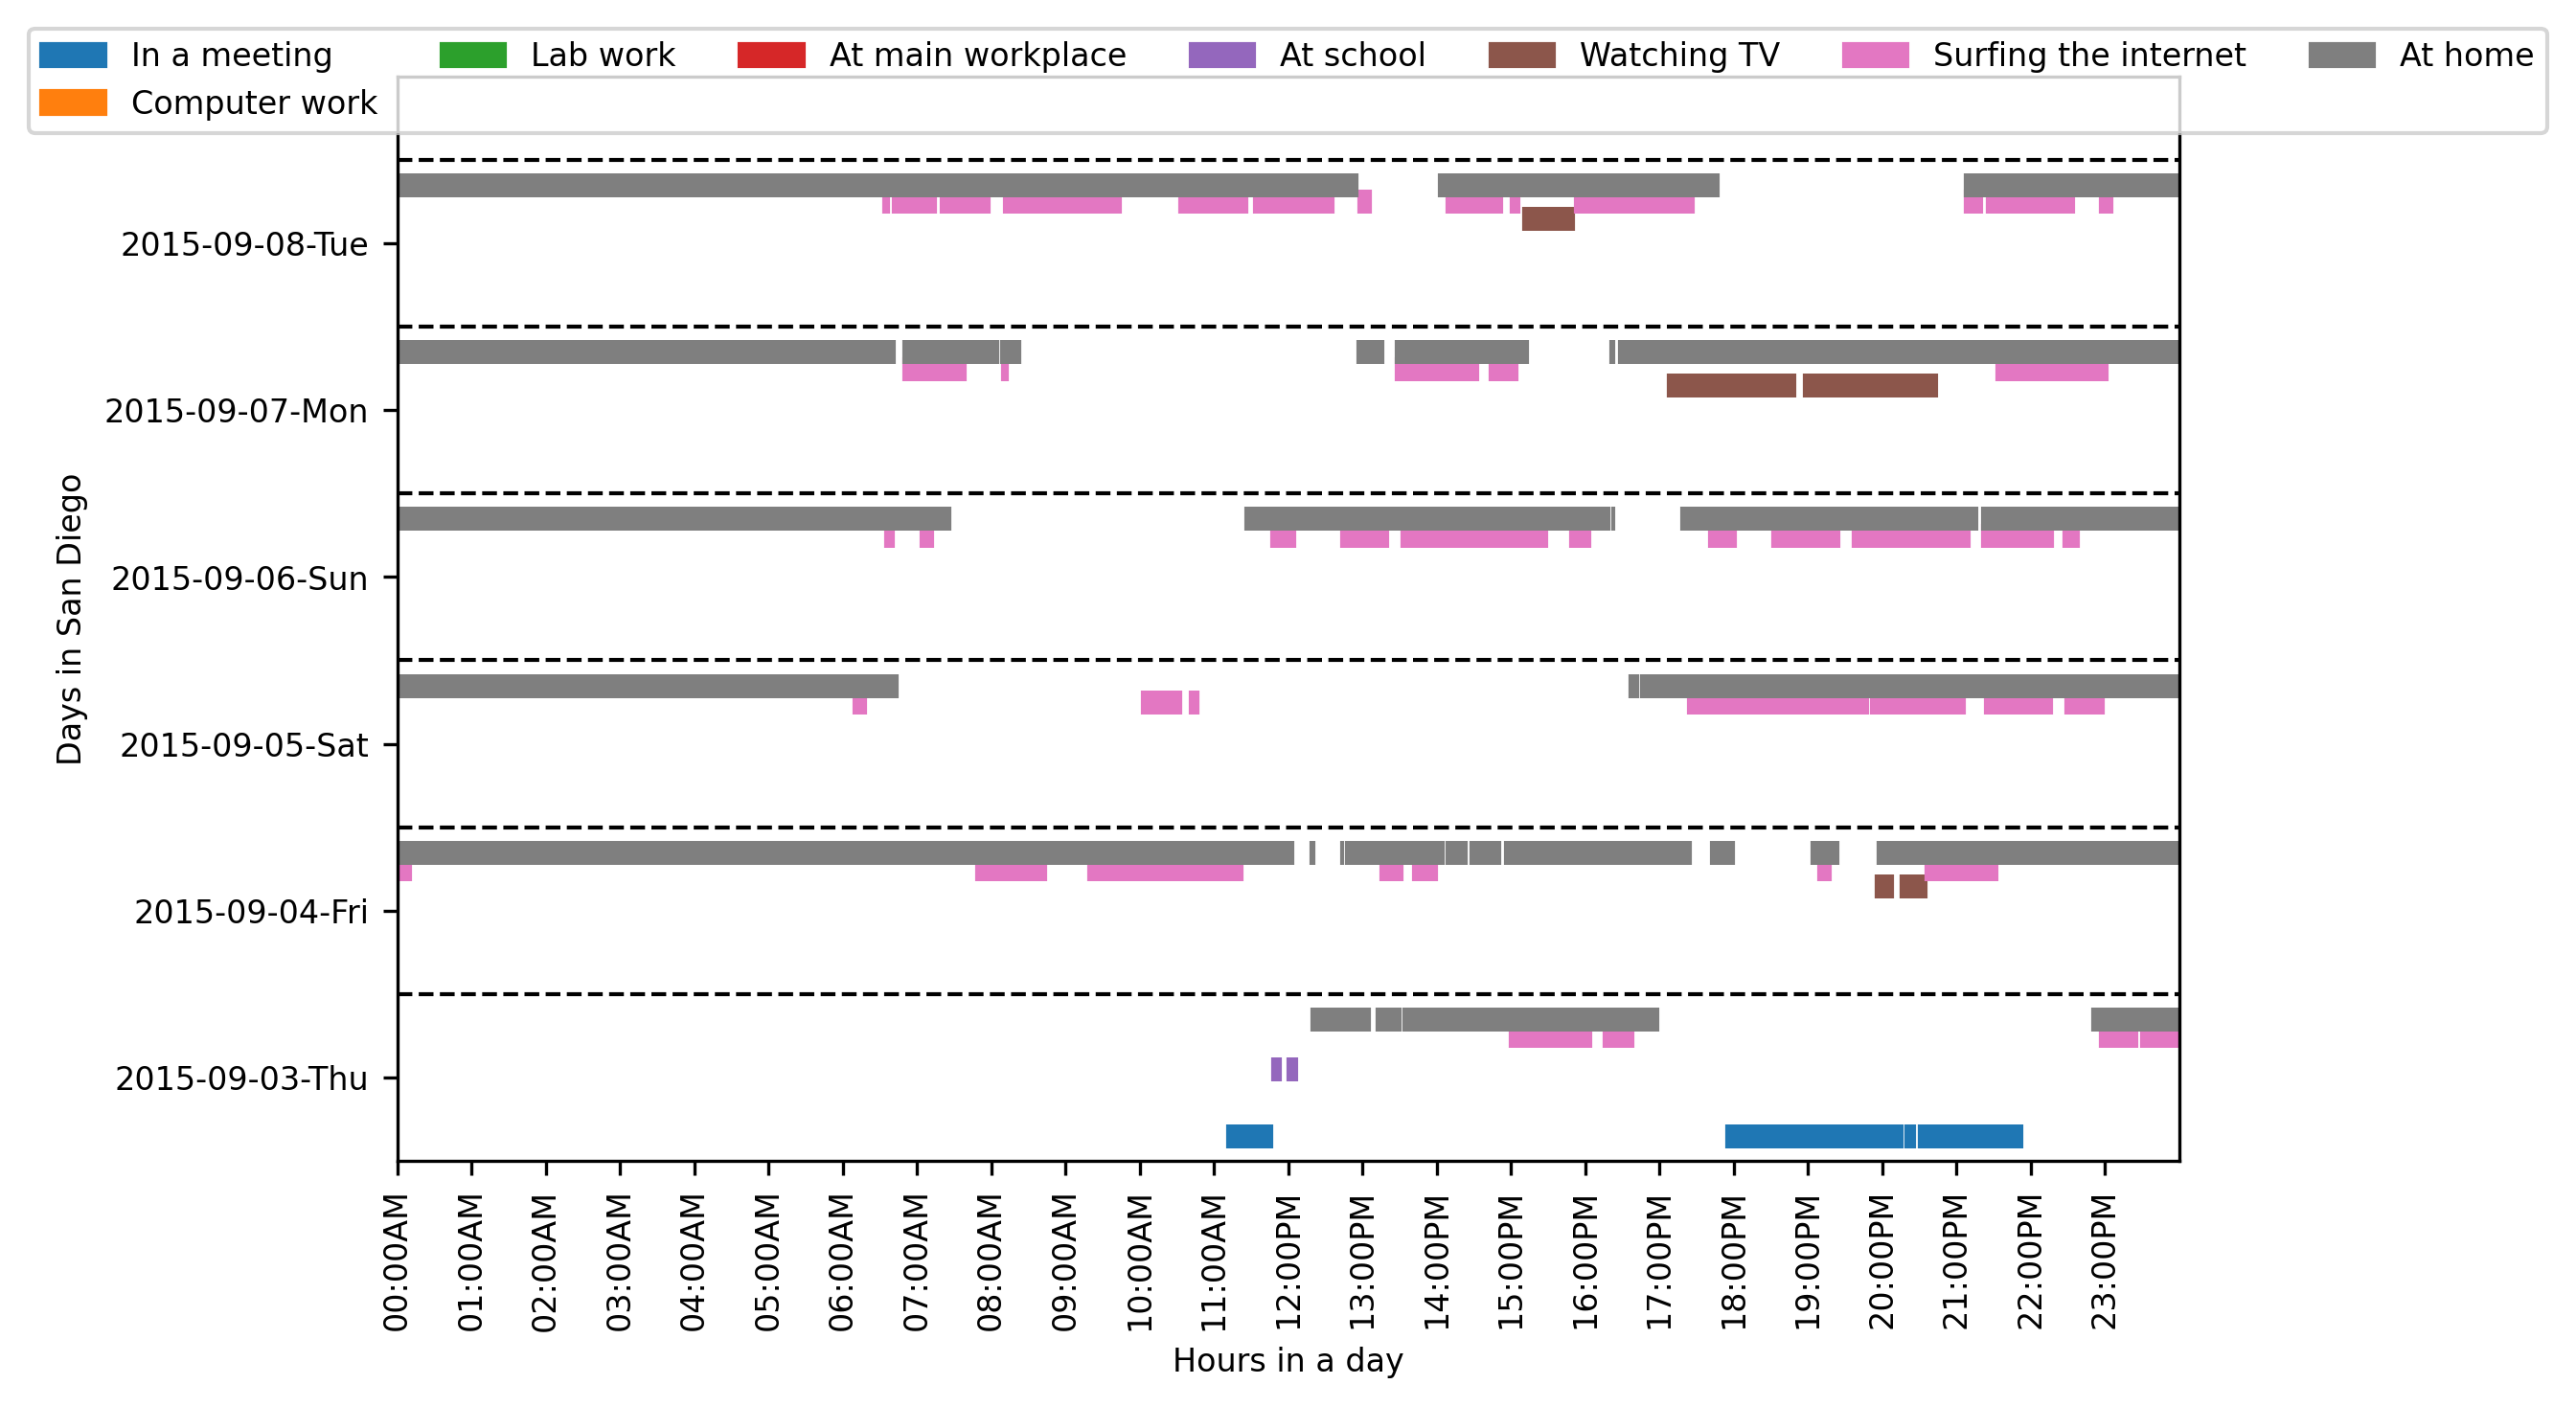 In a meeting Lab work At main workplace At school Watching TV Surfing the internet At home
Computer work
2015-09-08-Tue
2015-09-07-Mon
2015-09-06-Sun
2015-09-05-Sat
2015-09-04-Fri
2015-09-03-Thu
Days in San Diego
00:00AM 01:00AM 02:00AM 03:00AM 04:00AM 05:00AM 06:00AM 07:00AM 08:00AM 09:00AM 10:00AM 11:00AM 12:00PM 13:00PM 14:00PM 15:00PM 16:00PM 17:00PM 18:00PM 19:00PM 20:00PM 21:00PM 22:00PM 23:00PM
Hours in a day